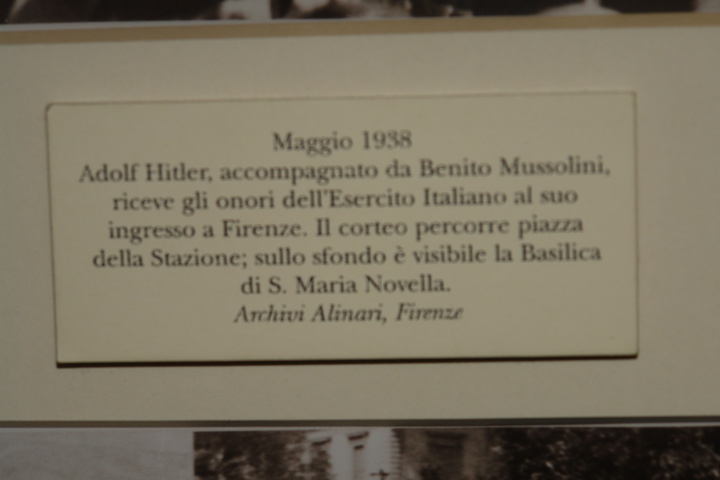 Maggio 1938
Adolf Hitler, accompagnato da Benito Mussolini,
riceve gli onori dell'Esercito Italiano al suo
ingresso a Firenze. Il corteo percorre piazza
della Stazione; sullo sfondo è visibile la Basilica
di S. Maria Novella.
Archivi Alinari, Firenze